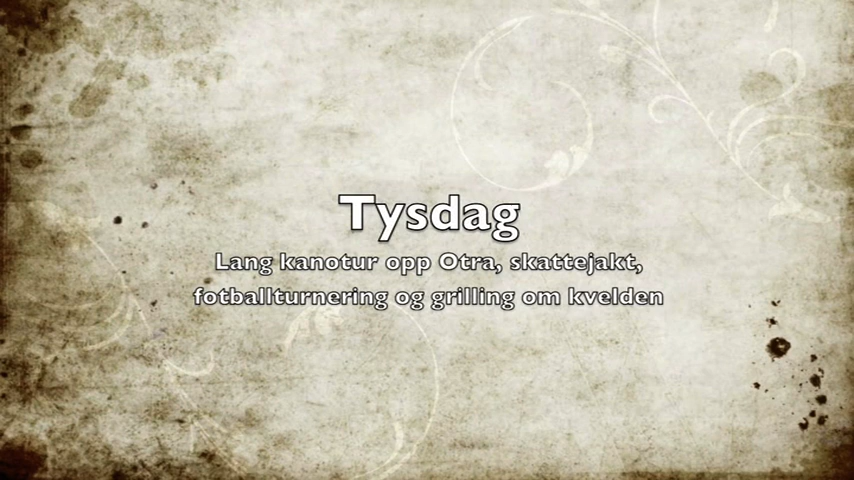 Tysdag
Lang kanotur opp Otra, skattejakt,
fotballturnering og grilling om kvelden